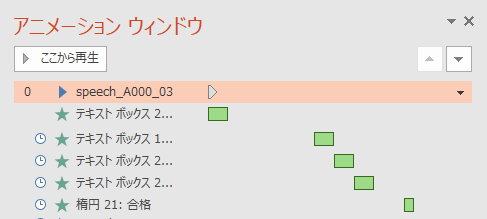 アニメーション ウィンドウ
ここから再生
0 speech_A000_03
テキスト ボックス 2...
テキスト ボックス 1...
テキスト ボックス 2...
テキスト ボックス 2...
楕円 21: 合格